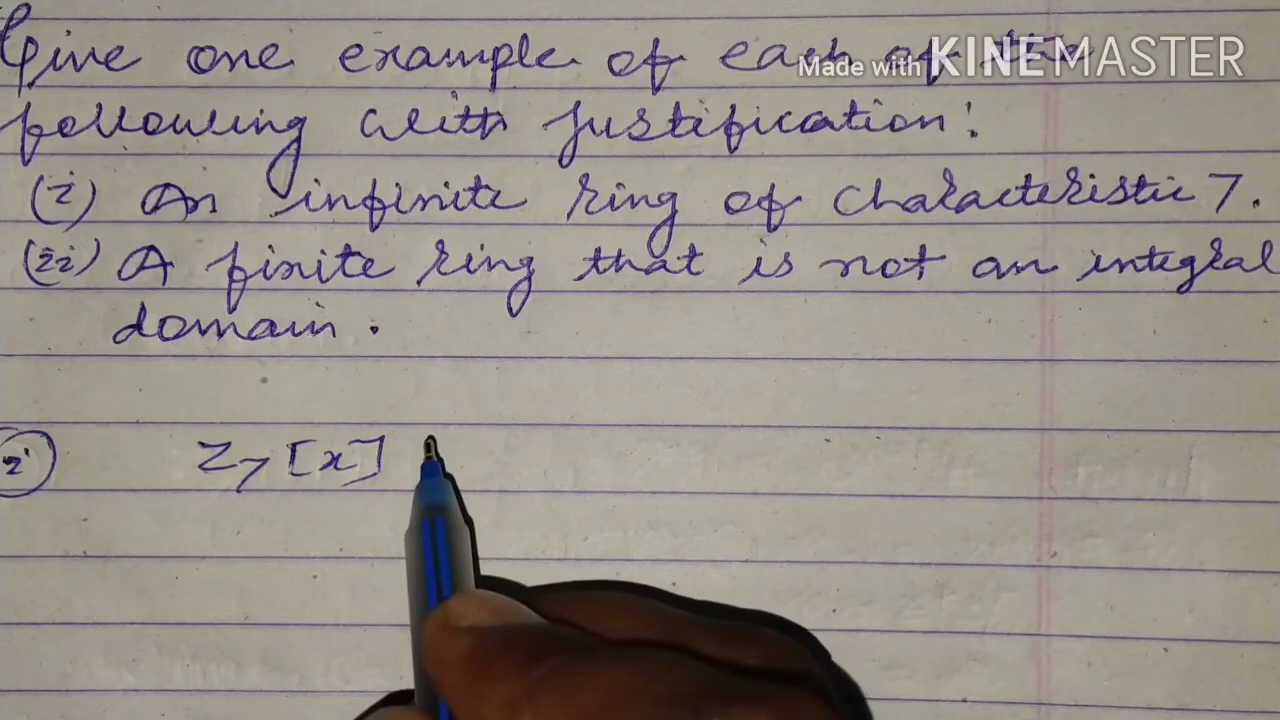 Give one example of each of the
Made with KINEMASTER
following with justification:
(i) An infinite ring of characteristic 7.
(ii) A finite ring that is not an integral
domain.
(i) Z₇[x]